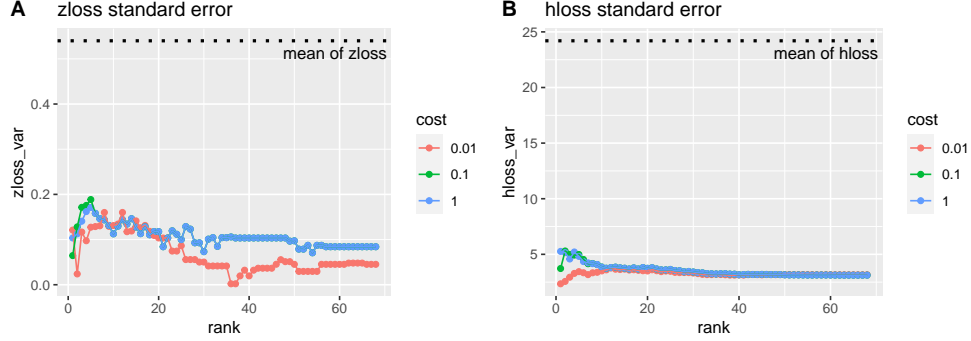 A zloss standard error
mean of zloss
0.4
0.2
0.0
zloss_var
0 20 40 60
rank
cost
0.01
0.1
1
B hloss standard error
25
mean of hloss
20
15
10
5
hloss_var
0 20 40 60
rank
cost
0.01
0.1
1